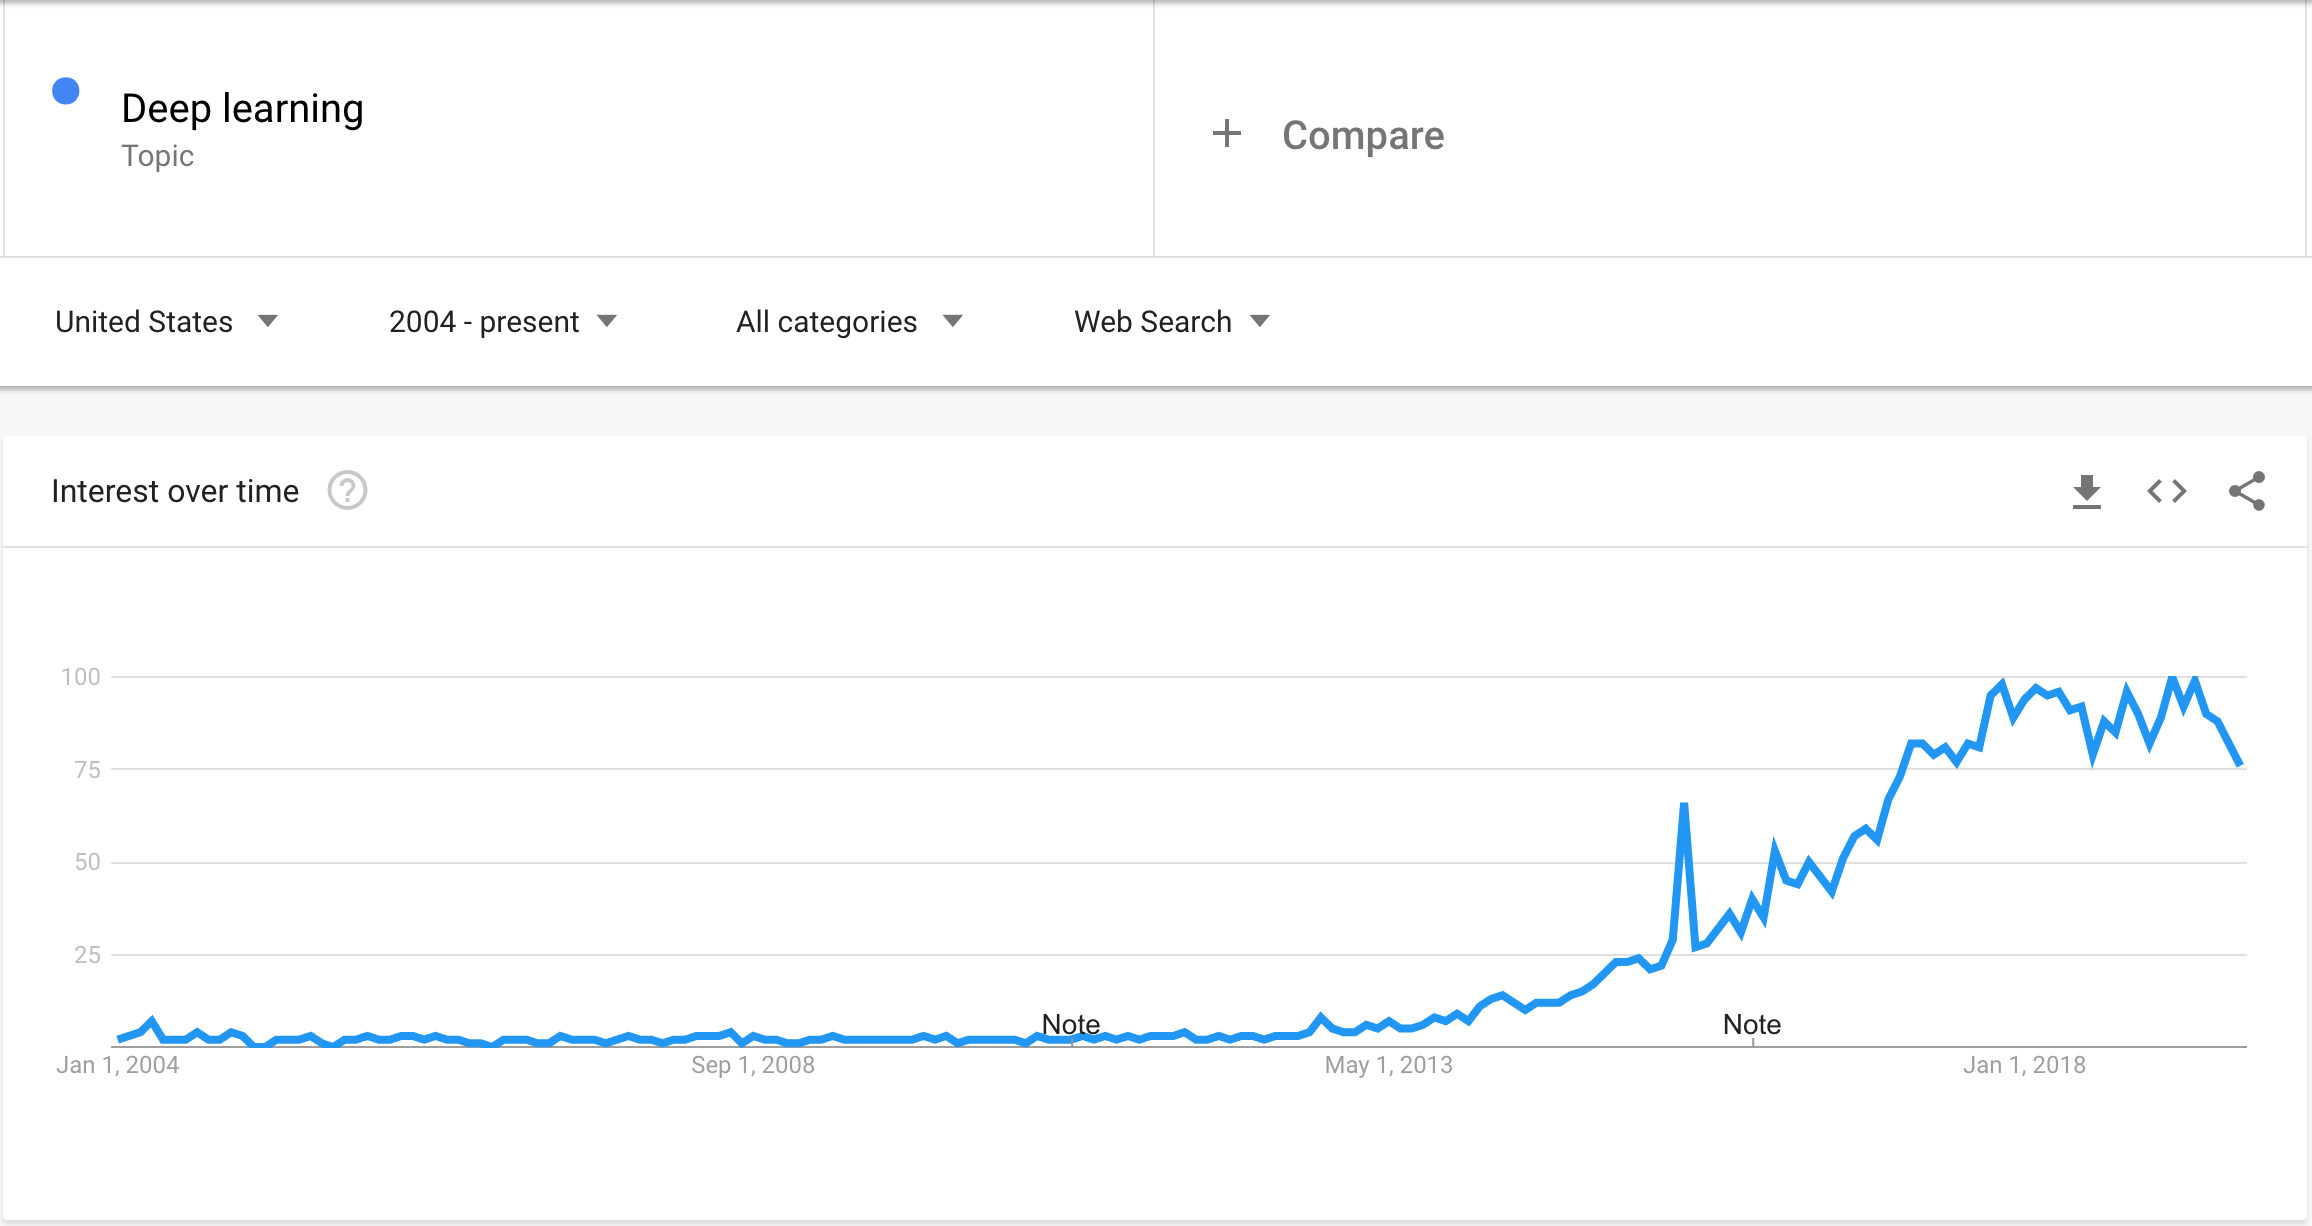 Deep learning
Topic
+ Compare
United States
2004 - present
All categories
Web Search
Interest over time ?
100
75
50
25
Note
Note
Jan 1, 2004
Sep 1, 2008
May 1, 2013
Jan 1, 2018